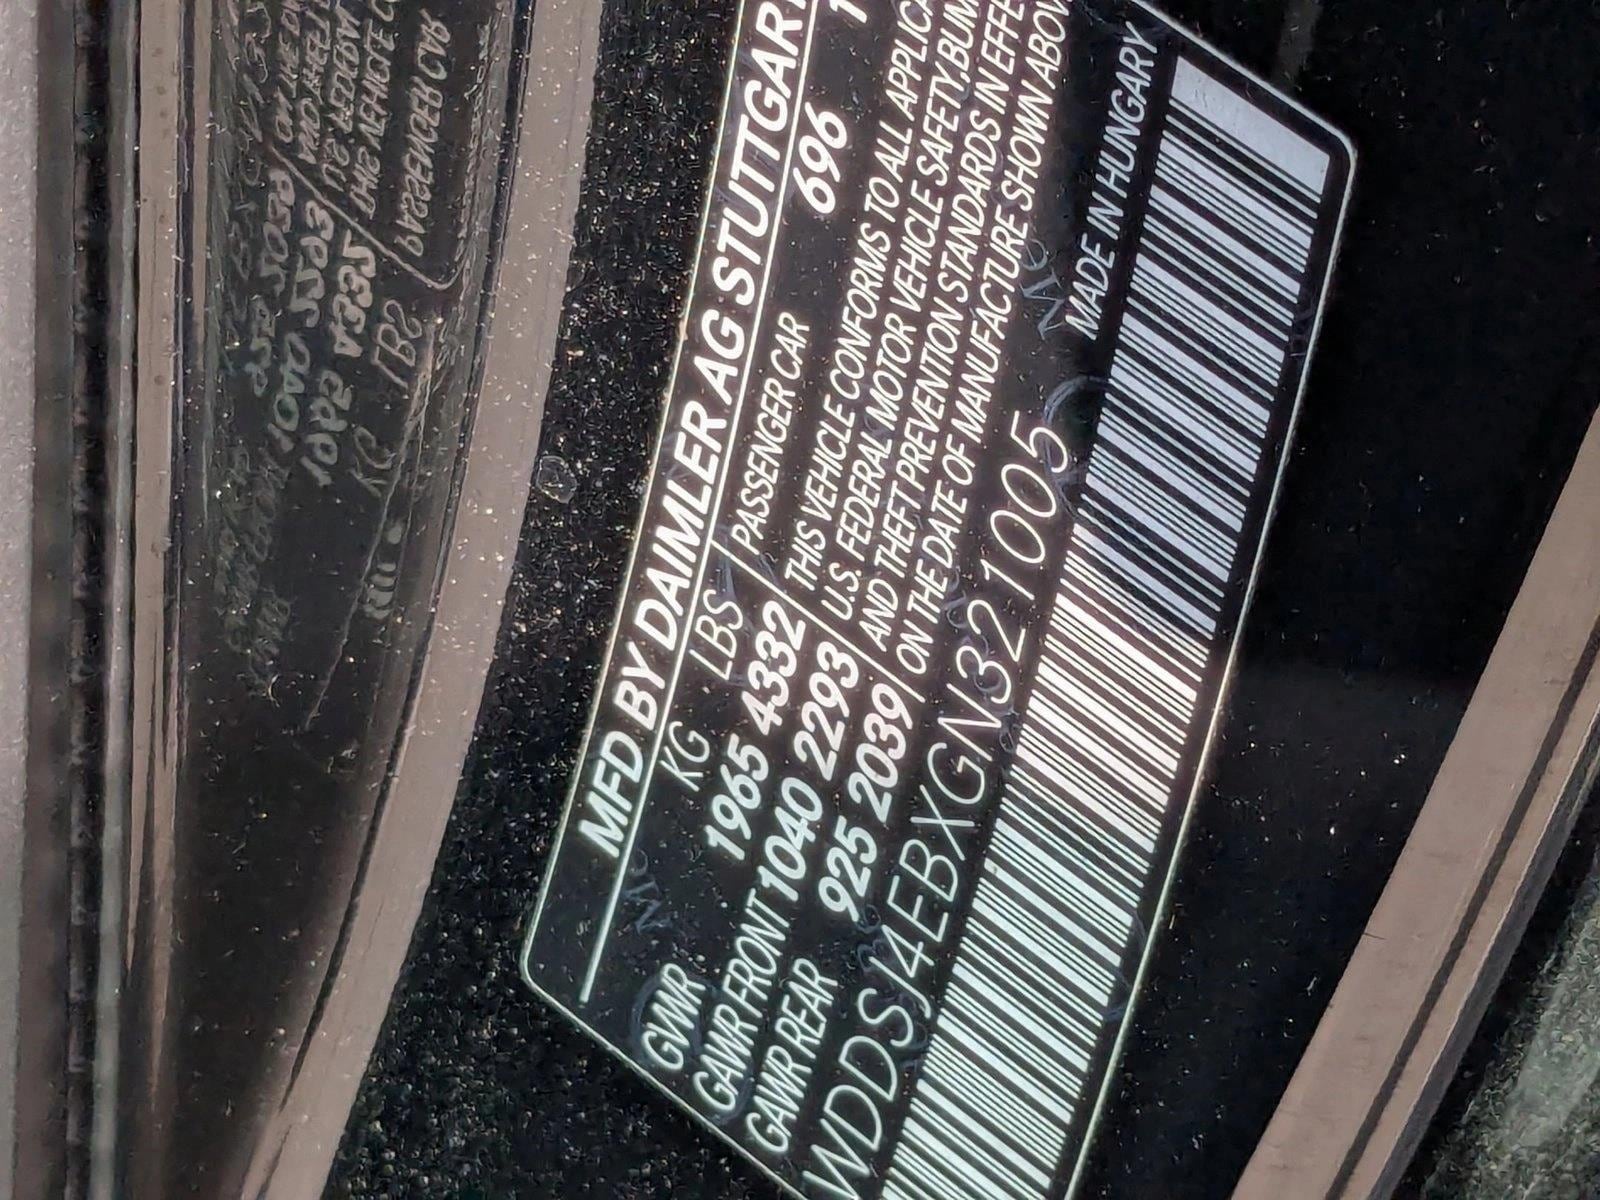 MFD BY DAIMLER AG STUTTGAR
KG LBS PASSENGER CAR 696 1
GVWR 1965 4332 THIS VEHICLE CONFORMS TO ALL APPLICA
GAWR FRONT 1040 2293 U.S. FEDERAL MOTOR VEHICLE SAFETY,BUM
GAWR REAR 925 2039 AND THEFT PREVENTION STANDARDS IN EFFE
ON THE DATE OF MANUFACTURE SHOWN ABOV
WDDSJ4EBXGN321005 MADE IN HUNGARY